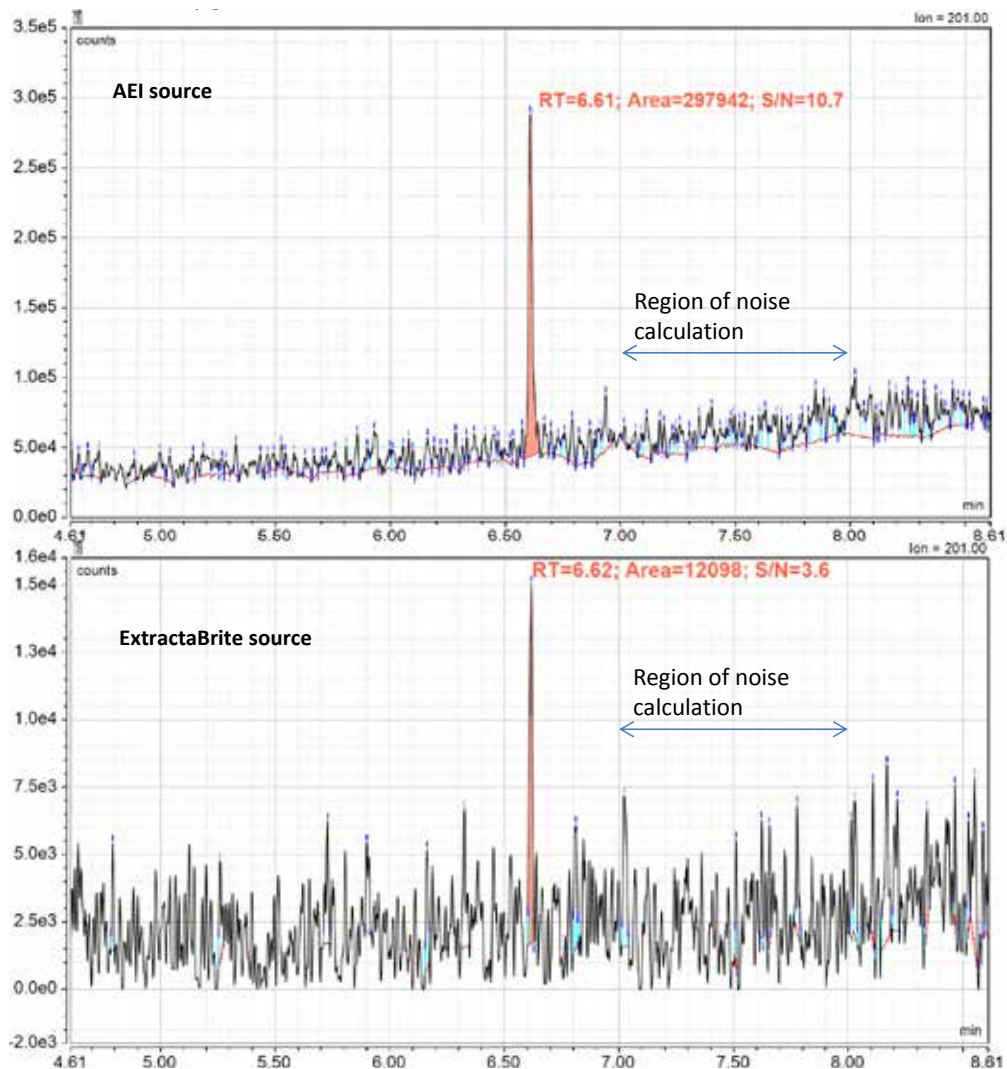 Ion = 201.00
3.5e5
counts
AEI source
RT=6.61; Area=297942; S/N=10.7
3.0e5
2.5e5
2.0e5
Region of noise
calculation
1.5e5
1.0e5
5.0e4
min
0.0e0
4.61 5.00 5.50 6.00 6.50 7.00 7.50 8.00 8.61
Ion = 201.00
1.6e4
counts
RT=6.62; Area=12098; S/N=3.6
1.5e4
ExtractaBrite source
1.3e4
Region of noise
calculation
1.0e4
7.5e3
5.0e3
2.5e3
0.0e0
min
-2.0e3
4.61 5.00 5.50 6.00 6.50 7.00 7.50 8.00 8.61